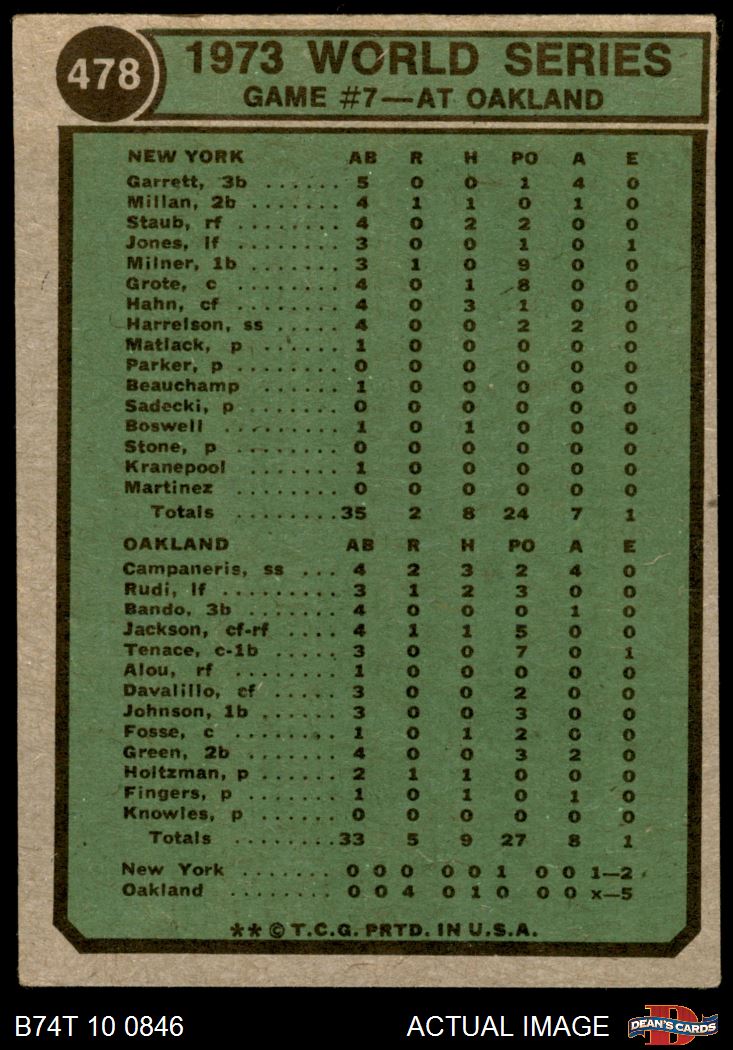 478
1973 WORLD SERIES
GAME #7—AT OAKLAND
NEW YORK AB R H PO A E
Garrett, 3b ...... 5 0 0 1 4 0
Millan, 2b ....... 4 1 1 0 1 0
Staub, rf ........ 4 0 2 2 0 0
Jones, lf ........ 3 0 0 1 0 1
Milner, 1b ....... 3 1 0 9 0 0
Grote, c ........ 4 0 1 8 0 0
Hahn, cf ........ 4 0 3 1 0 0
Harrelson, ss .... 4 0 0 2 2 0
Matlack, p ...... 1 0 0 0 0 0
Parker, p ....... 0 0 0 0 0 0
Beauchamp ...... 1 0 0 0 0 0
Sadecki, p ...... 0 0 0 0 0 0
Boswell ......... 1 0 1 0 0 0
Stone, p ........ 0 0 0 0 0 0
Kranepool ....... 1 0 0 0 0 0
Martinez ........ 0 0 0 0 0 0
Totals ........ 35 2 8 24 7 1
OAKLAND AB R H PO A E
Campaneris, ss ... 4 2 3 2 4 0
Rudi, lf ......... 3 1 2 3 0 0
Bando, 3b ....... 4 0 0 0 1 0
Jackson, cf-rf .... 4 1 1 5 0 0
Tenace, c-1b ..... 3 0 0 7 0 1
Alou, rf ......... 1 0 0 0 0 0
Davalillo, cf ..... 3 0 0 2 0 0
Johnson, 1b ...... 3 0 0 3 0 0
Fosse, c ........ 1 0 1 2 0 0
Green, 2b ....... 4 0 0 3 2 0
Holtzman, p ...... 2 1 1 0 0 0
Fingers, p ....... 1 0 1 0 1 0
Knowles, p ...... 0 0 0 0 0 0
Totals ........ 33 5 9 27 8 1
New York ....... 0 0 0 0 0 1 0 0 1—2
Oakland ........ 0 0 4 0 1 0 0 0 x—5
** © T.C.G. PRTD. IN U.S.A.
B74T 10 0846 ACTUAL IMAGE DEAN'S CARDS